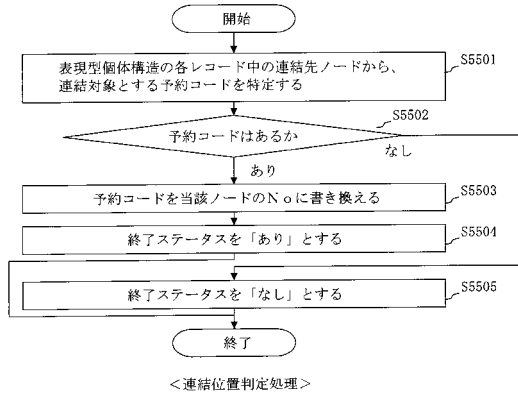 開始
表現型個体構造の各レコード中の連結先ノードから、
連結対象とする予約コードを特定する
S5501
S5502
予約コードはあるか
なし
あり
予約コードを当該ノードのNoに書き換える
S5503
終了ステータスを「あり」とする
S5504
終了ステータスを「なし」とする
S5505
終了
＜連結位置判定処理＞